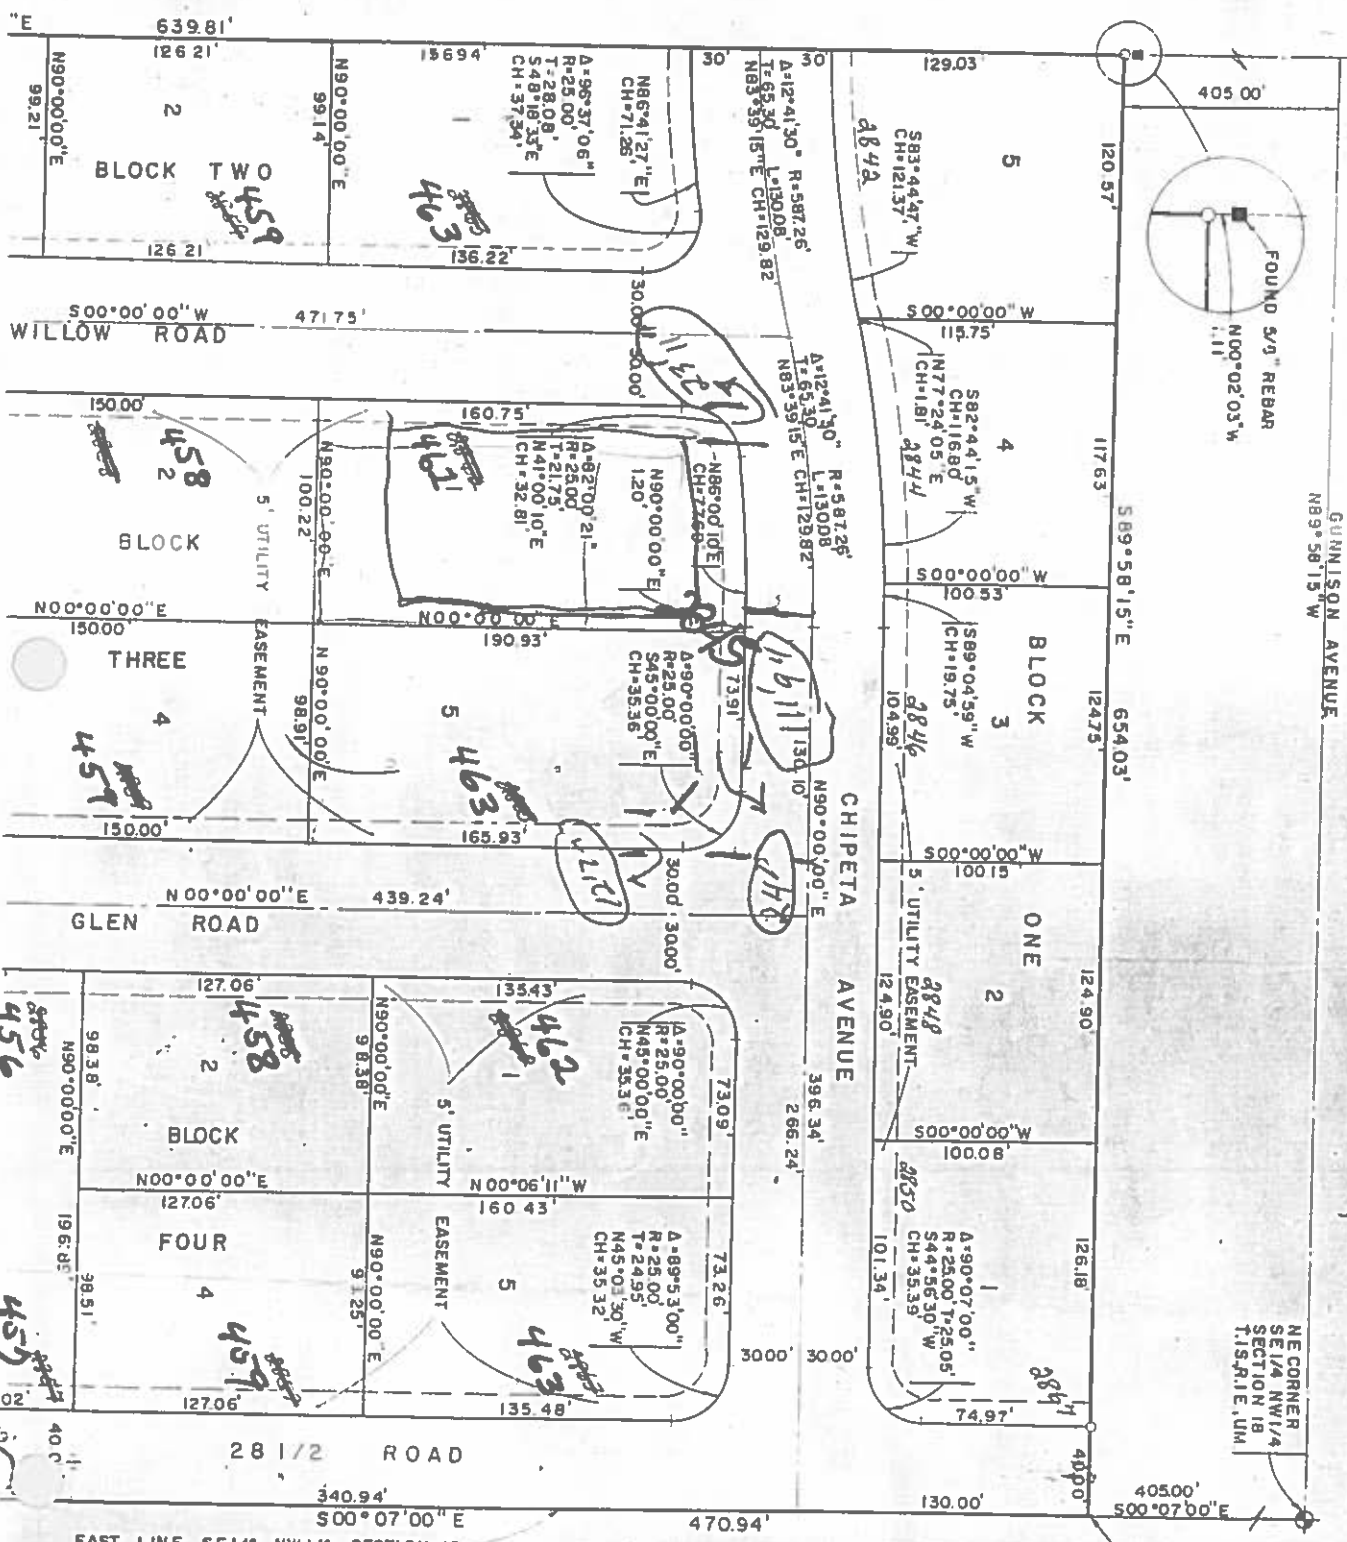 "E
639.81'
126 21'
N90°00'00"E
99.21'
2
BLOCK TWO
459
126 21
N90°00'00"E
99.14'
1
463
136.22'
13694'
Δ=96°37'06"
R=25.00'
T=28.08'
S48°18'33"E
CH=37.34'
N86°41'27"E
CH=71.26'
30'
30'
Δ=12°41'30" R=587.26'
T=65.30' L=130.08'
N83°39'15"E CH=129.82'
129.03'
5
S83°44'47"W
CH=121.37'
2842
120.57'
405 00'
FOUND 5/8" REBAR
N00°02'03"W
GUNNISON AVENUE
N89°58'15"W
S00°00'00"W
471 75'
WILLOW ROAD
30.00'
30.00'
23'11
Δ=12°41'30" R=587.26'
T=65.30 L=130.08
N83°39'15"E CH=129.82'
S00°00'00"W
115.75'
N77°24'05"E
CH=1.81'
S82°44'15"W
CH=116.80'
2844
4
117.63'
S89°58'15"E 654.03'
150.00'
458
2
BLOCK
N90°00'00"E
100.22'
5' UTILITY EASEMENT
160.75'
461
Δ=82°00'21"
R=25.00'
T=21.75'
N41°00'10"E
CH=32.81'
N90°00'00"E
1.20'
N86°00'10"E
S00°00'00"W
100.53'
N00°00'00"E
150.00'
THREE
4
459
150.00'
N90°00'00"E
98.91'
N00°00'00"E
190.93'
5
463
165.93'
Δ=90°00'00"
R=25.00'
S45°00'00"E
CH=35.36'
73.91'
130.10'
N90°00'00"E
CHIPETA AVENUE
S89°04'59"W
CH=19.75'
2846
104.99'
BLOCK ONE
3
124.75'
S00°00'00"W
100.15
5' UTILITY EASEMENT
N00°00'00"E
439.24'
GLEN ROAD
30.00'
30.00'
127.06'
458
2
BLOCK
98.38'
N90°00'00"E
456
N90°00'00"E
98.38'
135.43'
462
1
Δ=90°00'00"
R=25.00'
N45°00'00"E
CH=35.36'
73.09'
396.34'
266.24'
124.90'
2848
2
124.90'
S00°00'00"W
100.08'
N00°00'00"E
127.06'
FOUR
4
459
127.06'
196.89'
98.51'
N90°00'00"E
5' UTILITY EASEMENT
N00°06'11"W
160.43'
5
463
135.48'
Δ=89°53'00"
R=25.00'
T=24.95'
N45°03'30"W
CH=35.32'
73.26'
30.00'
30.00'
2850
101.34'
1
Δ=90°07'00"
R=25.00' T=25.05'
S44°56'30"W
CH=35.39'
126.18'
74.97'
NE CORNER
SE 1/4 NW 1/4
SECTION 18
T.1S.,R.1E.,UM
28 1/2 ROAD
40.00'
340.94'
S00°07'00"E
470.94'
130.00'
405.00'
S00°07'00"E
EAST LINE SE1/4 NW1/4 SECTION 18